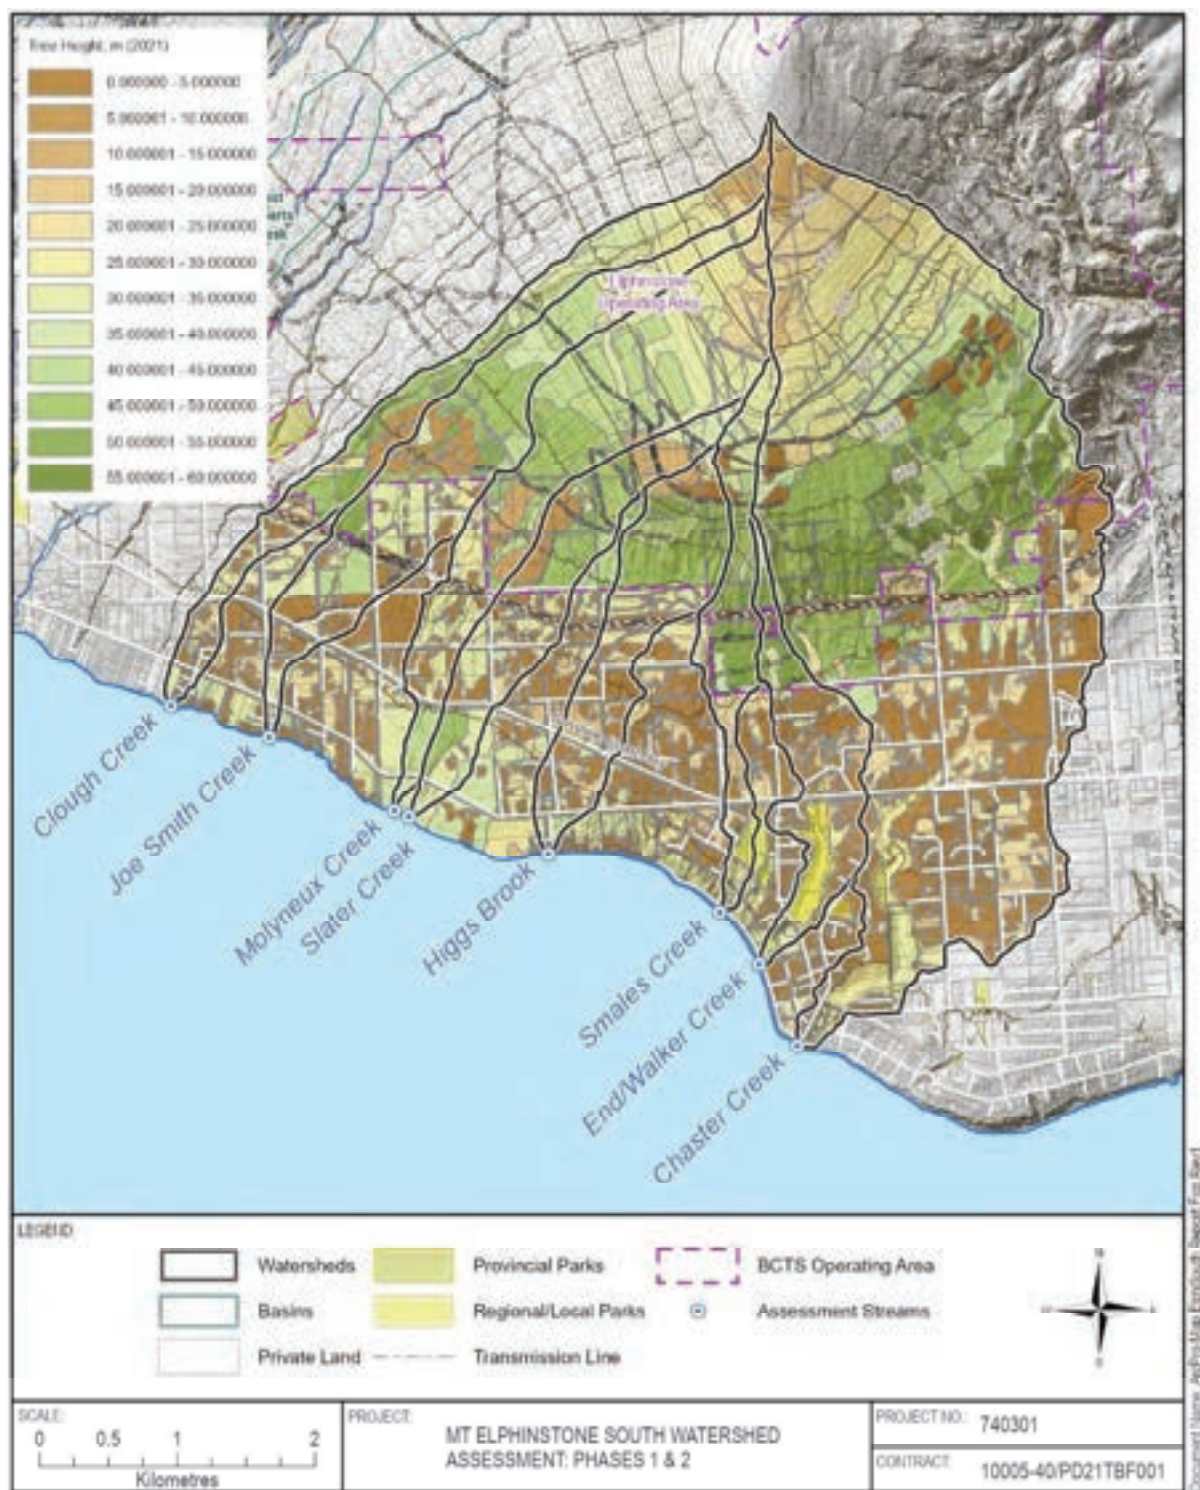 Tree Height, m (2021)
0.000000 - 5.000000
5.000001 - 10.000000
10.000001 - 15.000000
15.000001 - 20.000000
20.000001 - 25.000000
25.000001 - 30.000000
30.000001 - 35.000000
35.000001 - 40.000000
40.000001 - 45.000000
45.000001 - 50.000000
50.000001 - 55.000000
55.000001 - 60.000000
Elphinstone
Operating Area
Clough Creek
Joe Smith Creek
Molyneux Creek
Slater Creek
Higgs Brook
Smales Creek
End/Walker Creek
Chaster Creek
LEGEND
Watersheds
Provincial Parks
BCTS Operating Area
Basins
Regional/Local Parks
Assessment Streams
Private Land
Transmission Line
SCALE:
0 0.5 1 2
Kilometres
PROJECT:
MT ELPHINSTONE SOUTH WATERSHED
ASSESSMENT: PHASES 1 & 2
PROJECT NO.: 740301
CONTRACT: 10005-40/PD21TBF001